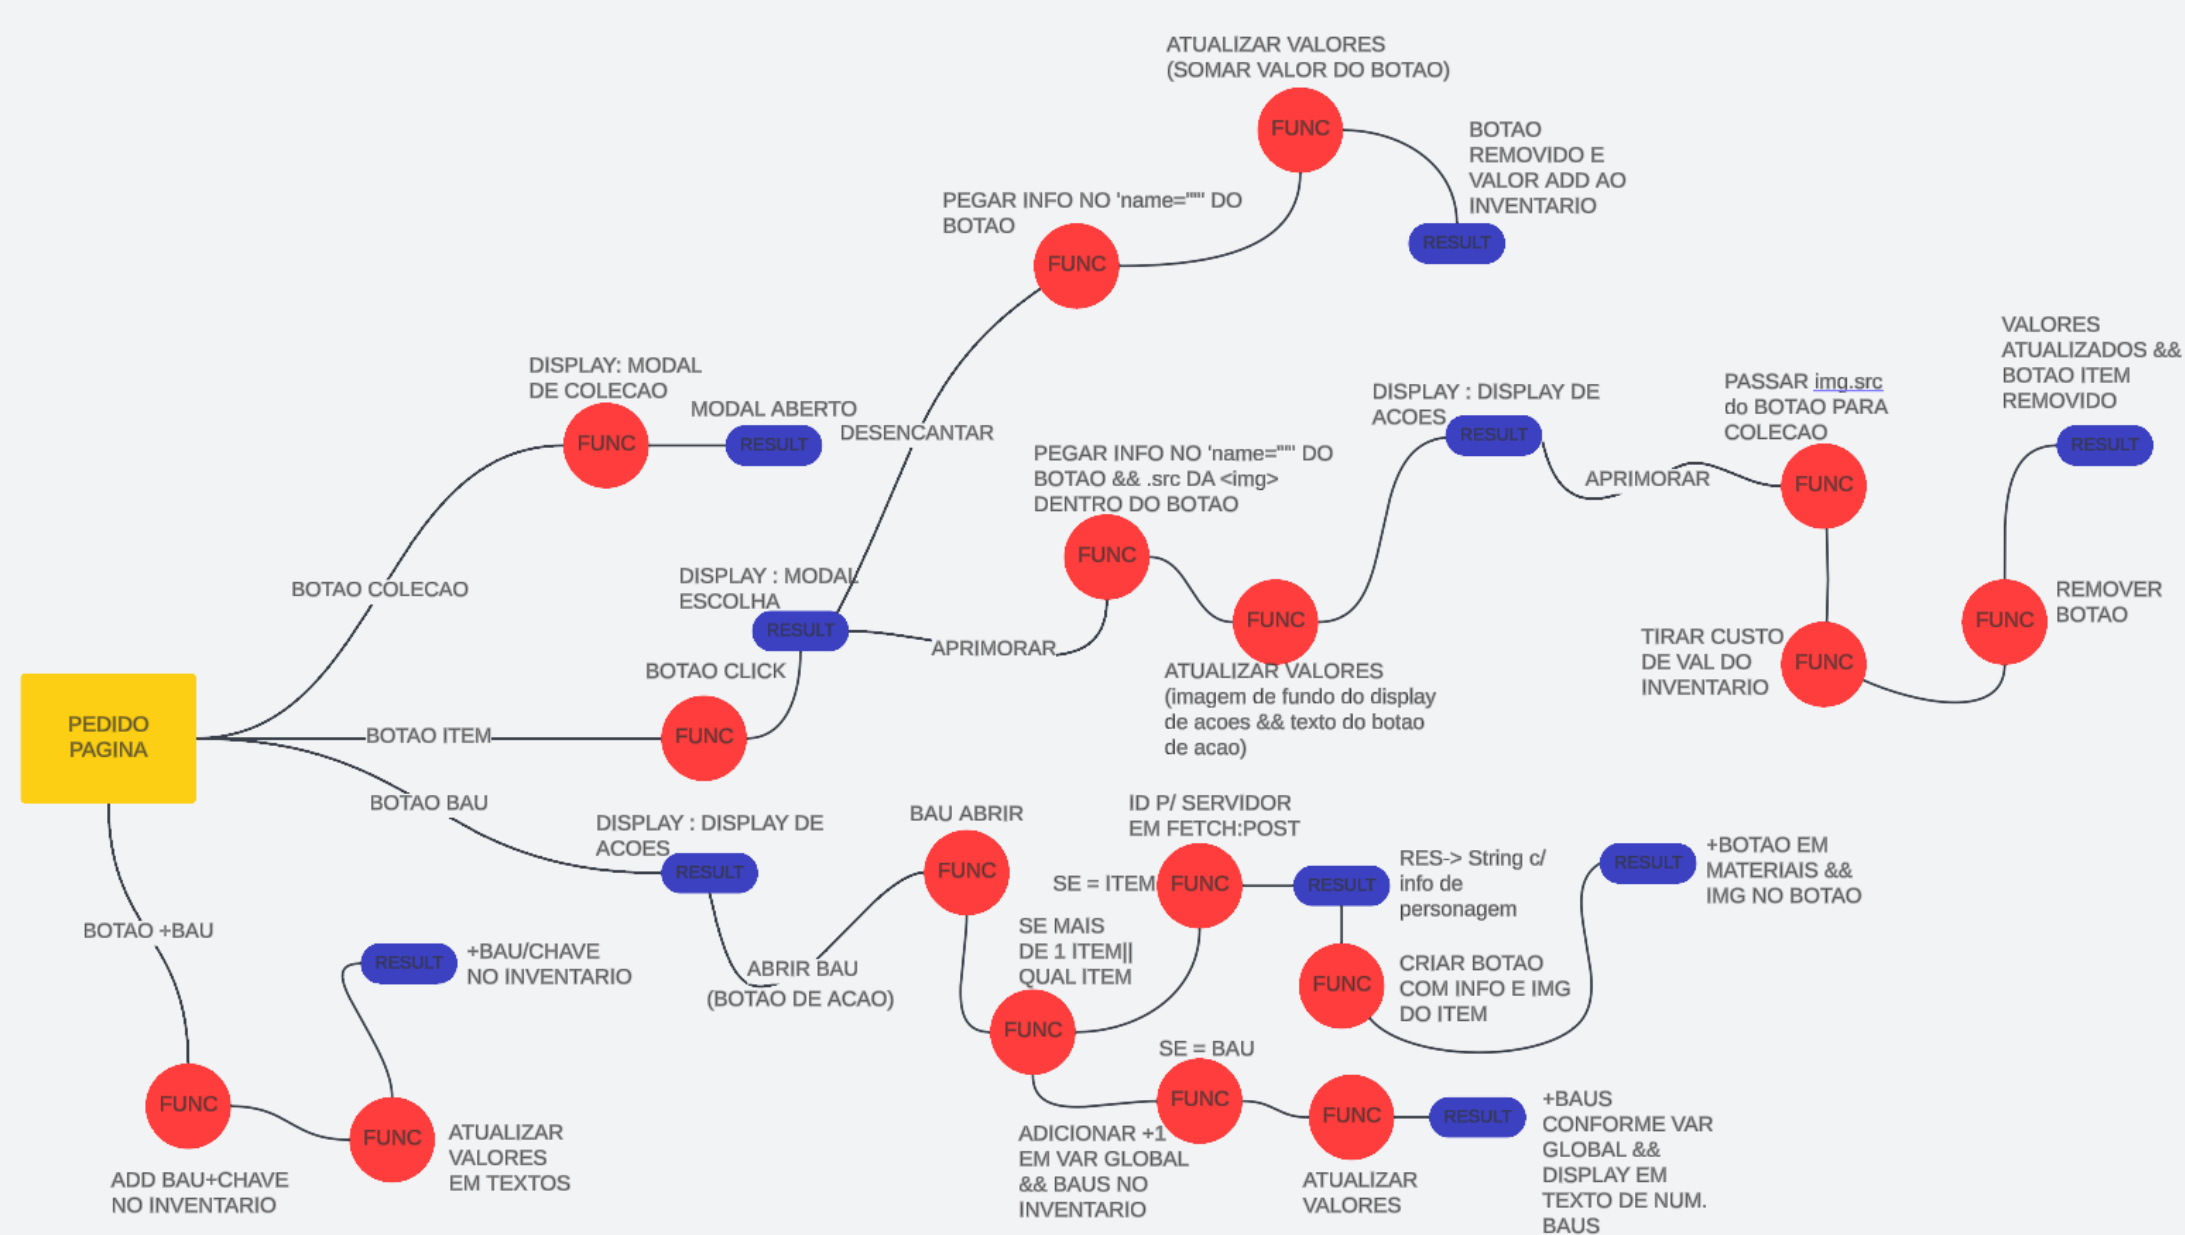 ATUALIZAR VALORES
(SOMAR VALOR DO BOTAO)
FUNC
BOTAO
REMOVIDO E
VALOR ADD AO
INVENTARIO
RESULT
PEGAR INFO NO 'name=""' DO
BOTAO
FUNC
DESENCANTAR
DISPLAY: MODAL
DE COLECAO
FUNC
MODAL ABERTO
RESULT
BOTAO COLECAO
VALORES
ATUALIZADOS &&
BOTAO ITEM
REMOVIDO
RESULT
PASSAR img.src
do BOTAO PARA
COLECAO
FUNC
DISPLAY : DISPLAY DE
ACOES
RESULT
APRIMORAR
PEGAR INFO NO 'name=""' DO
BOTAO && .src DA <img>
DENTRO DO BOTAO
FUNC
FUNC
ATUALIZAR VALORES
(imagem de fundo do display
de acoes && texto do botao
de acao)
DISPLAY : MODAL
ESCOLHA
RESULT
APRIMORAR
BOTAO CLICK
FUNC
BOTAO ITEM
TIRAR CUSTO
DE VAL DO
INVENTARIO
FUNC
FUNC
REMOVER
BOTAO
PEDIDO
PAGINA
BOTAO BAU
DISPLAY : DISPLAY DE
ACOES
RESULT
ABRIR BAU
(BOTAO DE ACAO)
BAU ABRIR
FUNC
SE MAIS
DE 1 ITEM||
QUAL ITEM
FUNC
ID P/ SERVIDOR
EM FETCH:POST
SE = ITEM
FUNC
RESULT
RES-> String c/
info de
personagem
FUNC
CRIAR BOTAO
COM INFO E IMG
DO ITEM
RESULT
+BOTAO EM
MATERIAIS &&
IMG NO BOTAO
SE = BAU
FUNC
ADICIONAR +1
EM VAR GLOBAL
&& BAUS NO
INVENTARIO
FUNC
ATUALIZAR
VALORES
RESULT
+BAUS
CONFORME VAR
GLOBAL &&
DISPLAY EM
TEXTO DE NUM.
BAUS
BOTAO +BAU
FUNC
ADD BAU+CHAVE
NO INVENTARIO
FUNC
ATUALIZAR
VALORES
EM TEXTOS
RESULT
+BAU/CHAVE
NO INVENTARIO